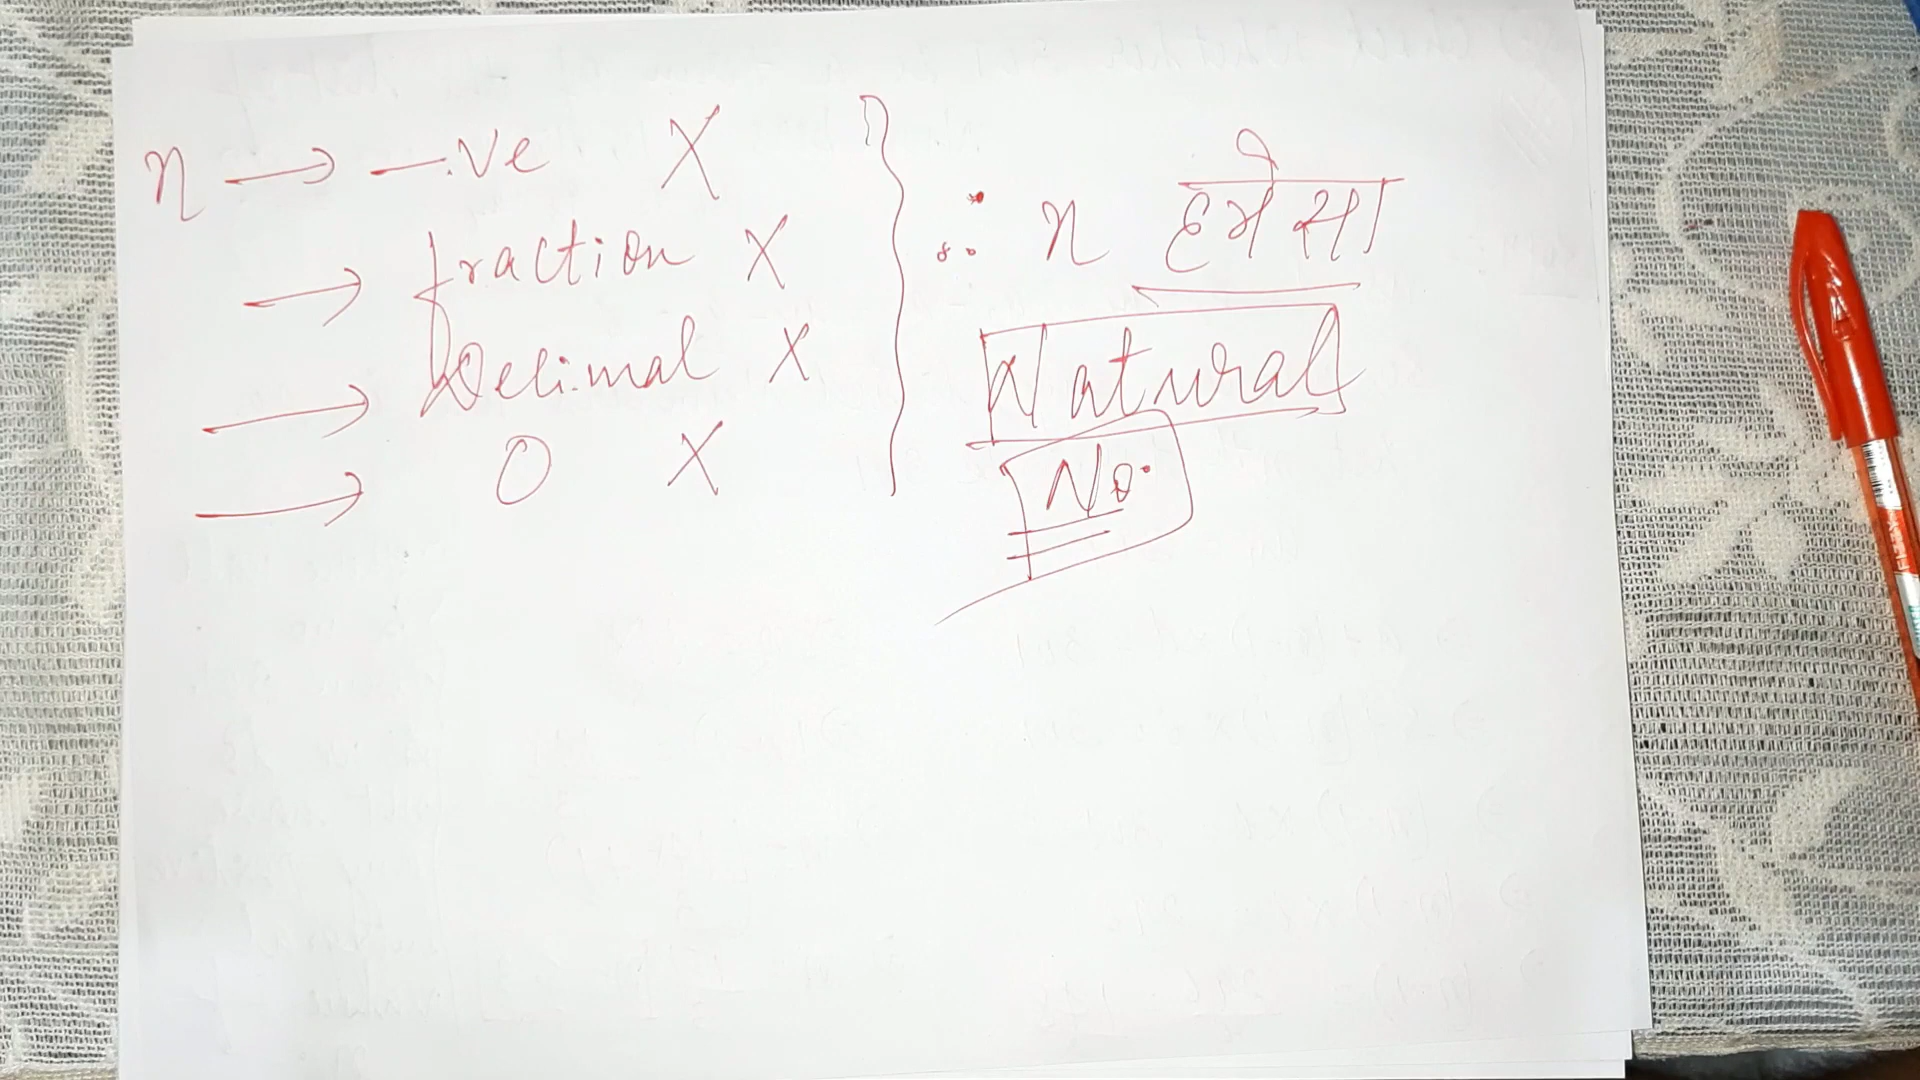 n → -ve X
→ fraction X
→ Decimal X
→ 0 X
∴ n हमेसा
Natural
No.